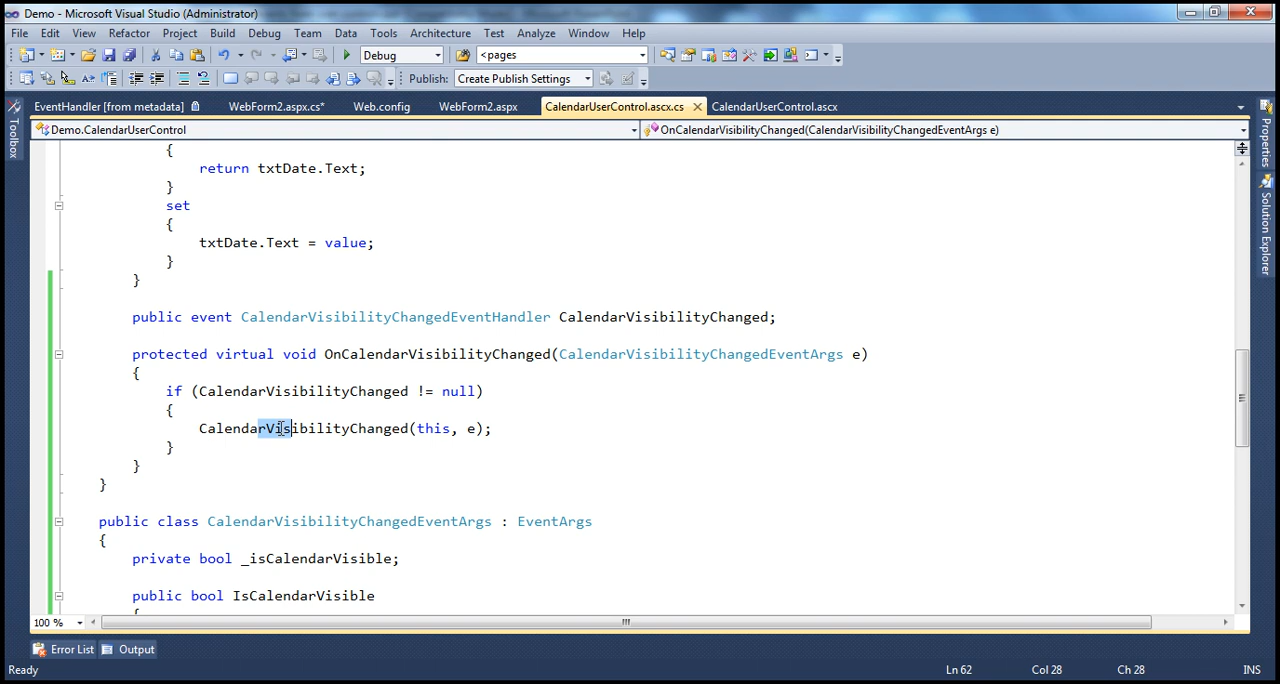 Demo - Microsoft Visual Studio (Administrator)
File Edit View Refactor Project Build Debug Team Data Tools Architecture Test Analyze Window Help
Debug <pages
Publish: Create Publish Settings
EventHandler [from metadata] WebForm2.aspx.cs* Web.config WebForm2.aspx CalendarUserControl.ascx.cs CalendarUserControl.ascx
Demo.CalendarUserControl OnCalendarVisibilityChanged(CalendarVisibilityChangedEventArgs e)
Toolbox
Properties
Solution Explorer
{
return txtDate.Text;
}
set
{
txtDate.Text = value;
}
}
public event CalendarVisibilityChangedEventHandler CalendarVisibilityChanged;
protected virtual void OnCalendarVisibilityChanged(CalendarVisibilityChangedEventArgs e)
{
if (CalendarVisibilityChanged != null)
{
CalendarVisibilityChanged(this, e);
}
}
}
public class CalendarVisibilityChangedEventArgs : EventArgs
{
private bool _isCalendarVisible;
public bool IsCalendarVisible
{
100 %
Error List Output
Ready Ln 62 Col 28 Ch 28 INS